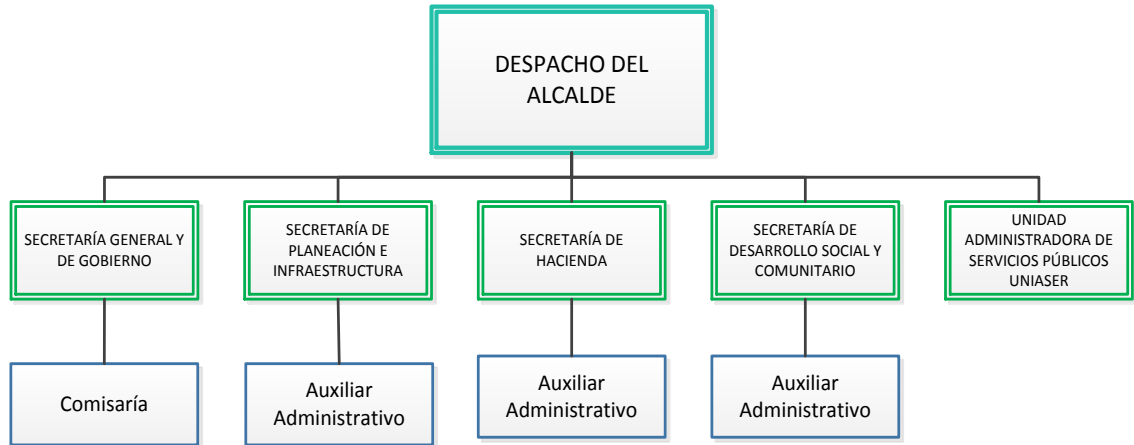 DESPACHO DEL
ALCALDE
SECRETARÍA GENERAL Y
DE GOBIERNO
SECRETARÍA DE
PLANEACIÓN E
INFRAESTRUCTURA
SECRETARÍA DE
HACIENDA
SECRETARÍA DE
DESARROLLO SOCIAL Y
COMUNITARIO
UNIDAD
ADMINISTRADORA DE
SERVICIOS PÚBLICOS
UNIASER
Comisaría
Auxiliar
Administrativo
Auxiliar
Administrativo
Auxiliar
Administrativo